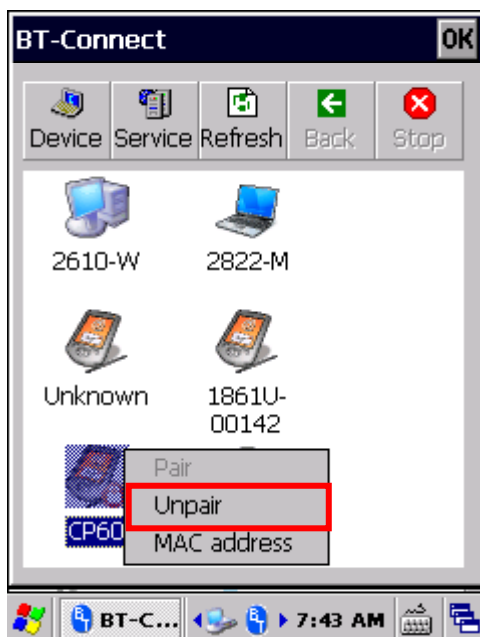 BT-Connect OK
Device Service Refresh Back Stop
2610-W 2822-M
Unknown 1861U-
00142
Pair
Unpair
CP60
MAC address
BT-C... 7:43 AM